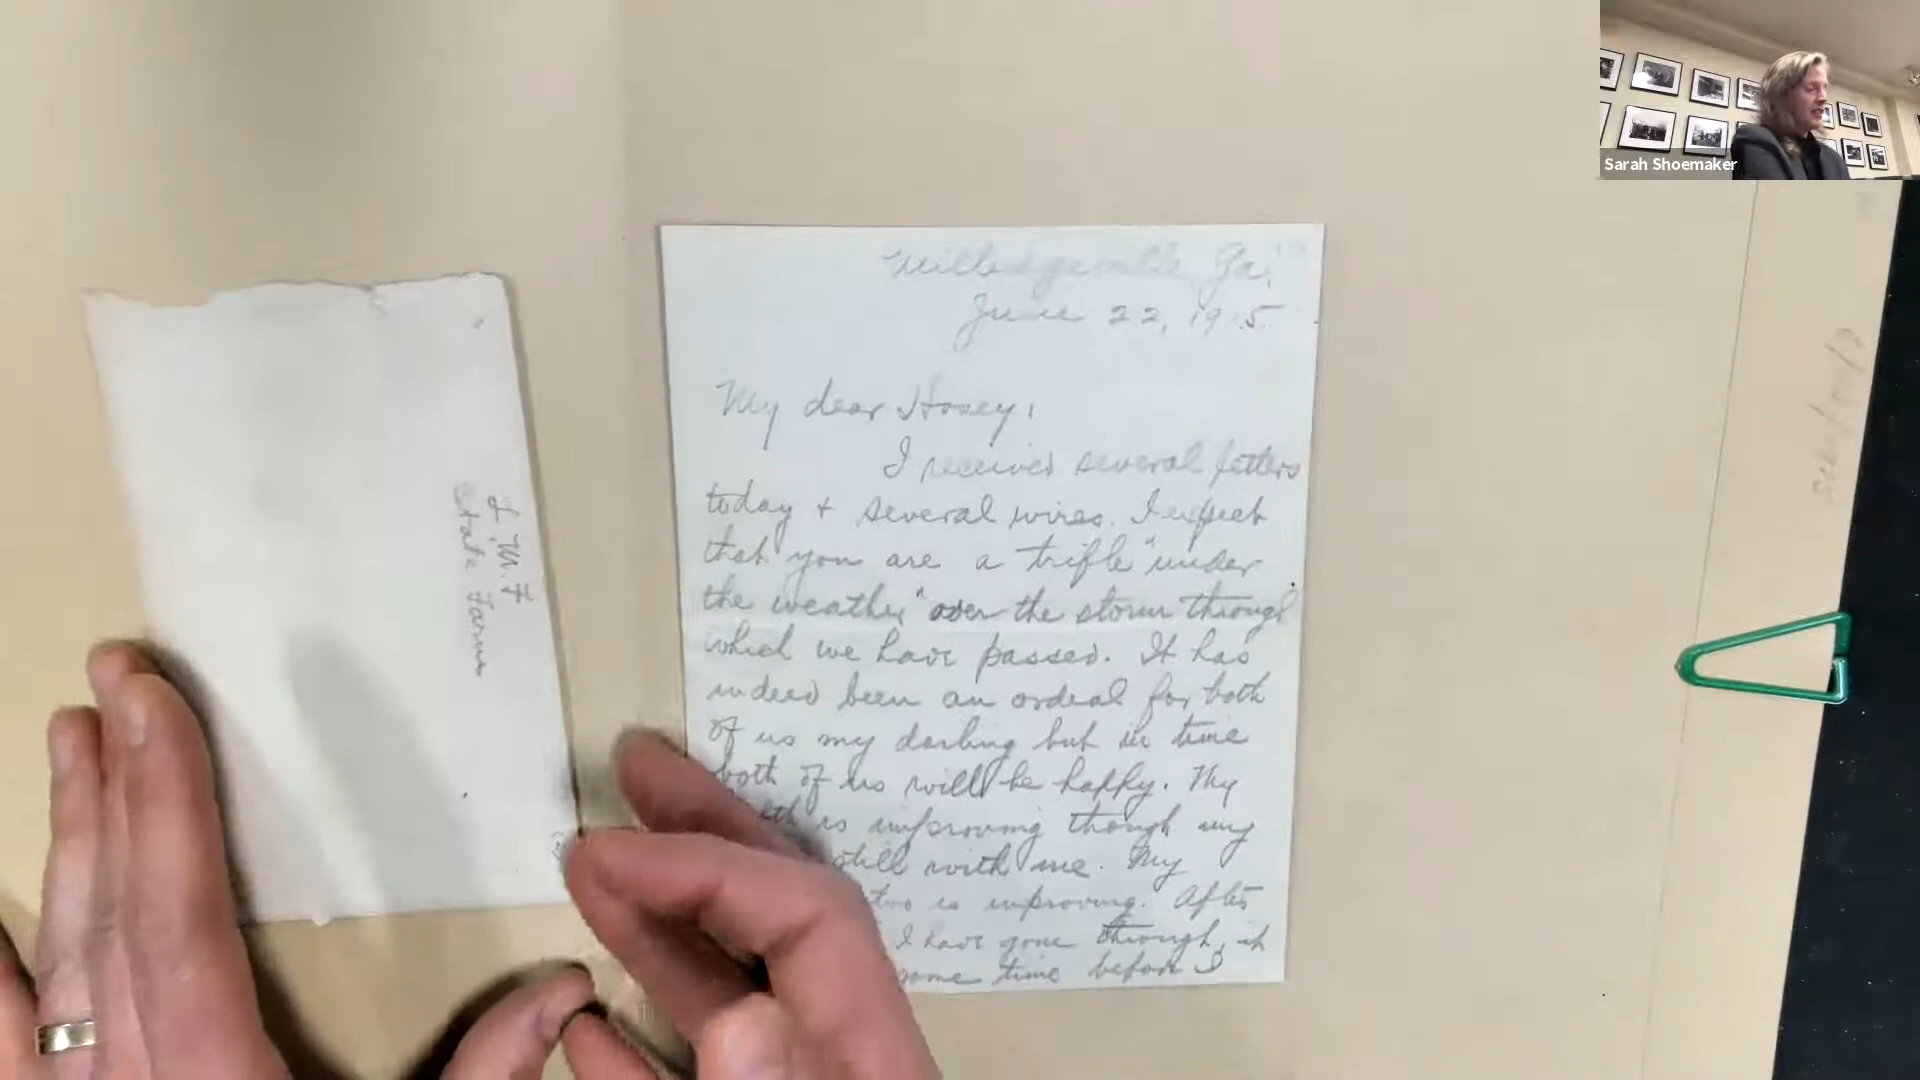 Sarah Shoemaker
Milledgeville, Ga.
June 22, 1915
My dear Honey,
I received several letters
today + several wires. I expect
that you are a trifle "under
the weather" over the storm through
which we have passed. It has
indeed been an ordeal for both
of us my darling but in time
both of us will be happy. My
is improving though my
still with me. My
too is improving. After
I have gone through, it
some time before I
L.M.F
State Farm